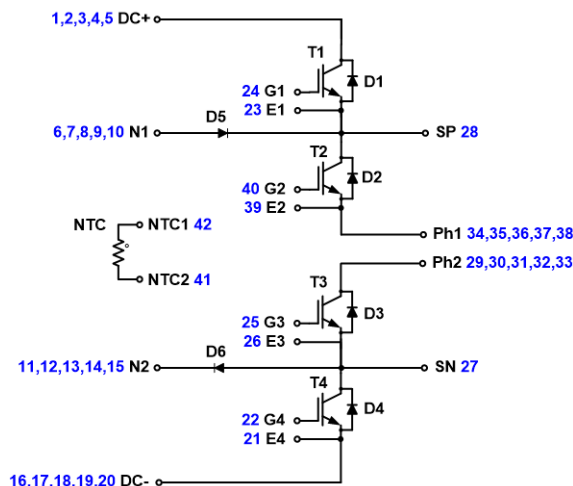 1,2,3,4,5 DC+
T1
D1
24 G1
23 E1
D5
6,7,8,9,10 N1
SP 28
T2
D2
40 G2
39 E2
NTC
NTC1 42
Ph1 34,35,36,37,38
Ph2 29,30,31,32,33
NTC2 41
T3
D3
25 G3
26 E3
D6
11,12,13,14,15 N2
SN 27
T4
D4
22 G4
21 E4
16,17,18,19,20 DC-